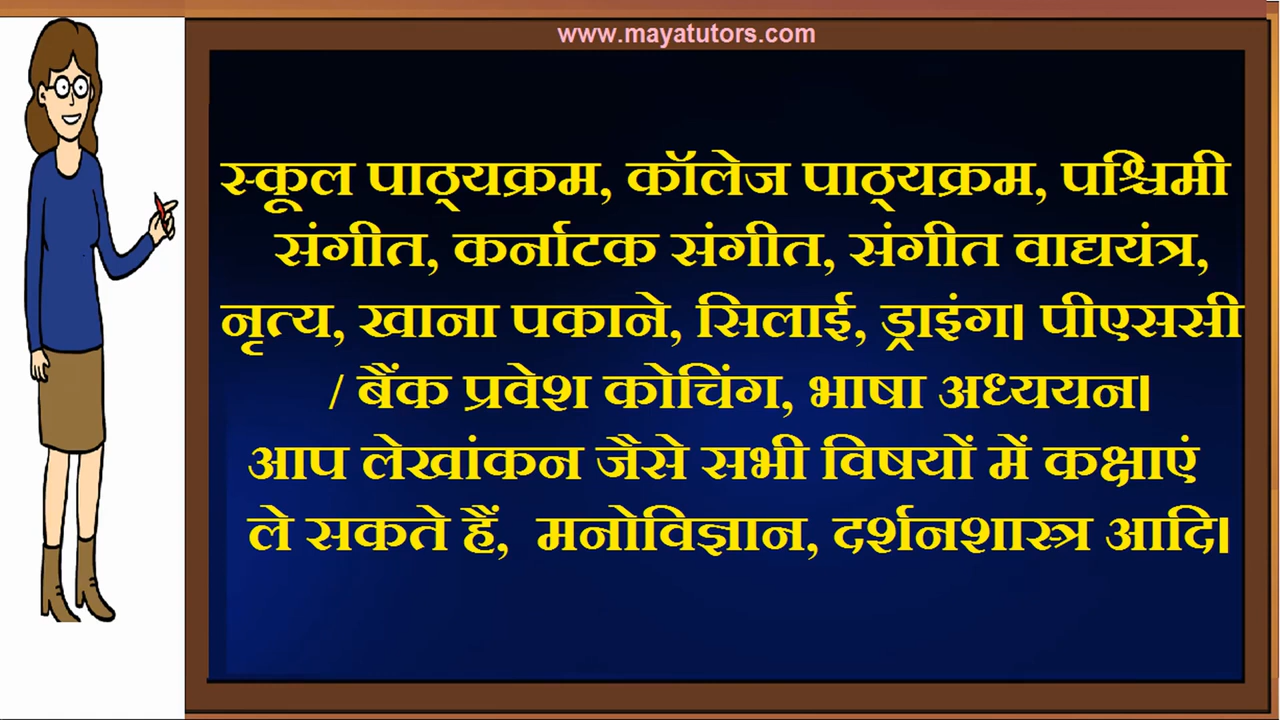 www.mayatutors.com
स्कूल पाठ्यक्रम, कॉलेज पाठ्यक्रम, पश्चिमी
संगीत, कर्नाटक संगीत, संगीत वाद्ययंत्र,
नृत्य, खाना पकाने, सिलाई, ड्राइंग। पीएससी
/ बैंक प्रवेश कोचिंग, भाषा अध्ययन।
आप लेखांकन जैसे सभी विषयों में कक्षाएं
ले सकते हैं, मनोविज्ञान, दर्शनशास्त्र आदि।